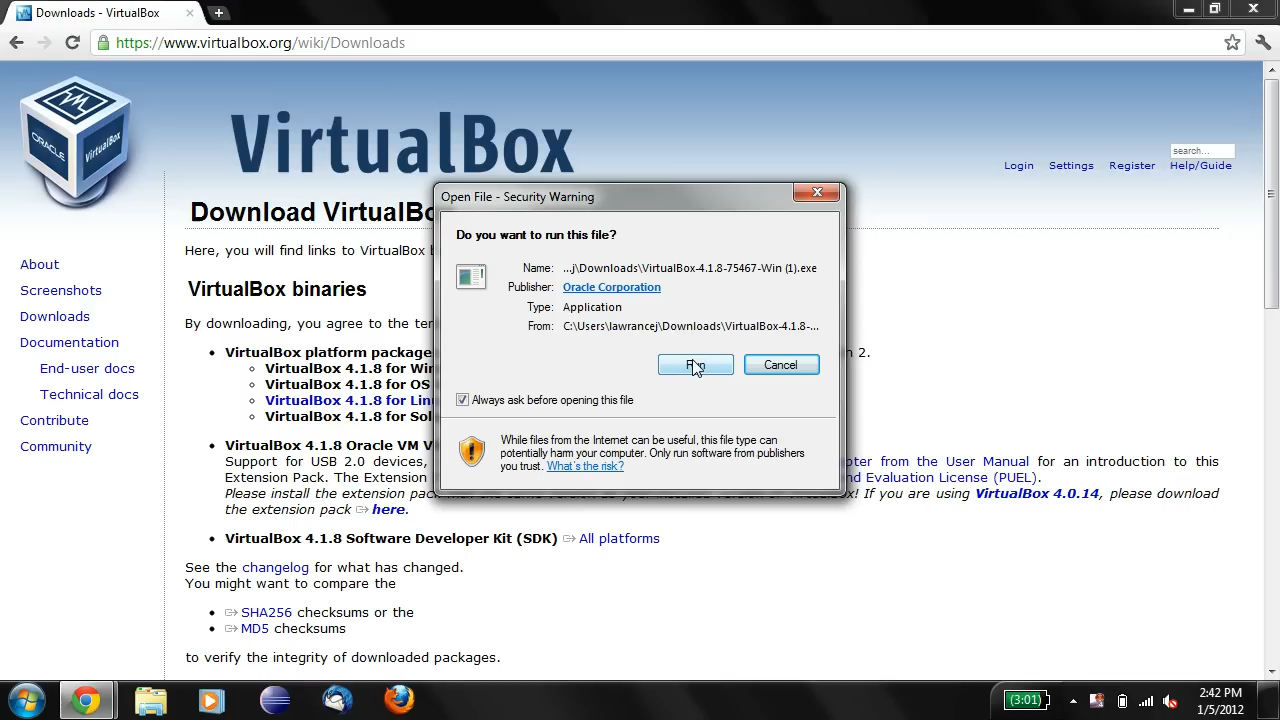 Downloads - VirtualBox
https://www.virtualbox.org/wiki/Downloads
ORACLE
VirtualBox
VirtualBox
search...
Login Settings Register Help/Guide
Download VirtualBo
Here, you will find links to VirtualBox b
VirtualBox binaries
By downloading, you agree to the ter
About
Screenshots
Downloads
Documentation
End-user docs
Technical docs
Contribute
Community
• VirtualBox platform package n 2.
VirtualBox 4.1.8 for Win
VirtualBox 4.1.8 for OS
VirtualBox 4.1.8 for Linu
VirtualBox 4.1.8 for Sol
• VirtualBox 4.1.8 Oracle VM V
Support for USB 2.0 devices, pter from the User Manual for an introduction to this
Extension Pack. The Extension nd Evaluation License (PUEL).
Please install the extension pack If you are using VirtualBox 4.0.14, please download
the extension pack here.
• VirtualBox 4.1.8 Software Developer Kit (SDK) All platforms
See the changelog for what has changed.
You might want to compare the
• SHA256 checksums or the
• MD5 checksums
to verify the integrity of downloaded packages.
Open File - Security Warning
Do you want to run this file?
Name: ...j\Downloads\VirtualBox-4.1.8-75467-Win (1).exe
Publisher: Oracle Corporation
Type: Application
From: C:\Users\lawrancej\Downloads\VirtualBox-4.1.8-...
Run Cancel
Always ask before opening this file
While files from the Internet can be useful, this file type can
potentially harm your computer. Only run software from publishers
you trust. What's the risk?
(3:01)
2:42 PM
1/5/2012